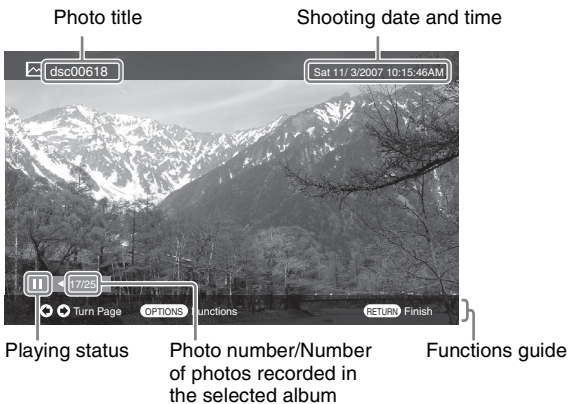 Photo title
Shooting date and time
dsc00618
Sat 11/ 3/2007 10:15:46AM
17/25
Turn Page OPTIONS Functions RETURN Finish
Playing status
Photo number/Number
of photos recorded in
the selected album
Functions guide